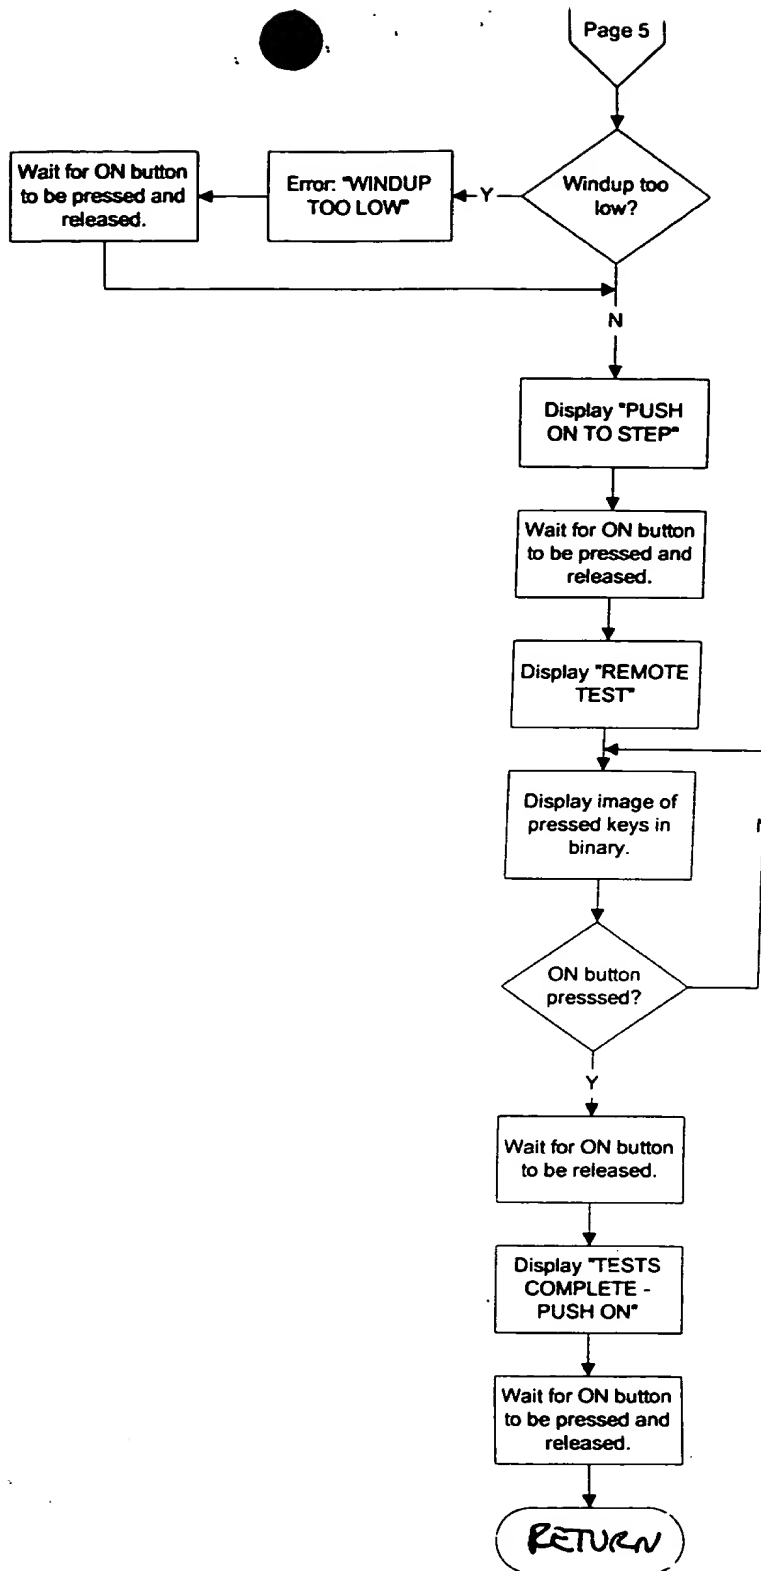 Page 5
Windup too
low?
Y
Error: "WINDUP
TOO LOW"
Wait for ON button
to be pressed and
released.
N
Display "PUSH
ON TO STEP"
Wait for ON button
to be pressed and
released.
Display "REMOTE
TEST"
Display image of
pressed keys in
binary.
ON button
presssed?
Y
Wait for ON button
to be released.
Display "TESTS
COMPLETE -
PUSH ON"
Wait for ON button
to be pressed and
released.
RETURN